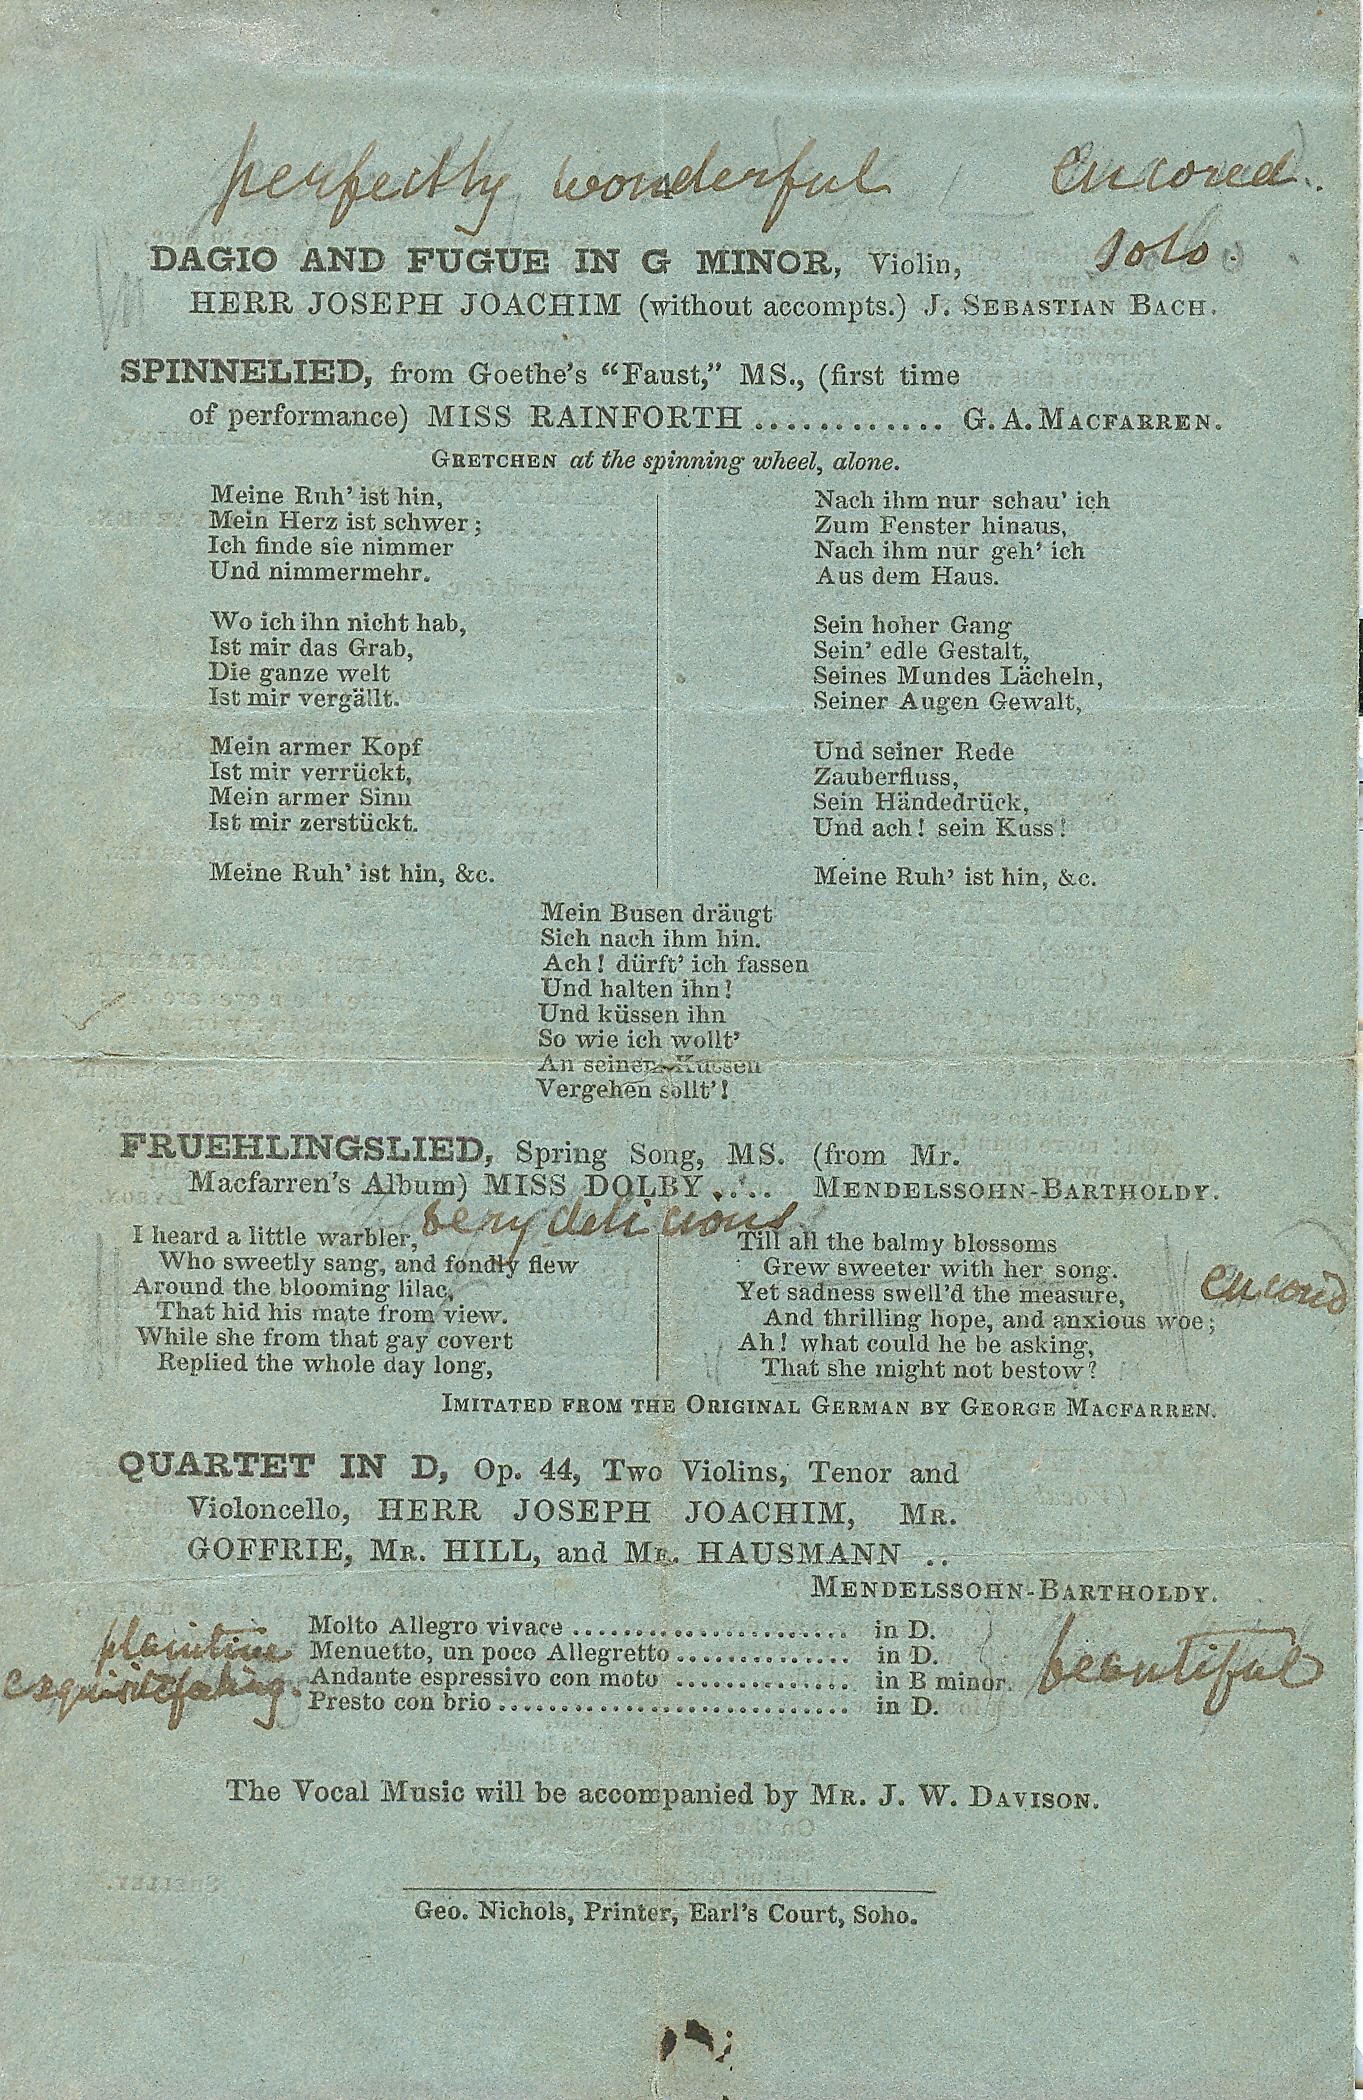 perfectly wonderful encored.
4
solo.
DAGIO AND FUGUE IN G MINOR, Violin,
HERR JOSEPH JOACHIM (without accompts.) J. SEBASTIAN BACH.
SPINNELIED, from Goethe's “Faust,” MS., (first time
of performance) MISS RAINFORTH ............. G. A. MACFARREN.
GRETCHEN at the spinning wheel, alone.
Meine Ruh' ist hin,
Mein Herz ist schwer;
Ich finde sie nimmer
Und nimmermehr.
Wo ich ihn nicht hab,
Ist mir das Grab,
Die ganze welt
Ist mir vergällt.
Mein armer Kopf
Ist mir verrückt,
Mein armer Sinn
Ist mir zerstückt.
Meine Ruh' ist hin, &c.
Nach ihm nur schau' ich
Zum Fenster hinaus,
Nach ihm nur geh' ich
Aus dem Haus.
Sein hoher Gang
Sein' edle Gestalt,
Seines Mundes Lächeln,
Seiner Augen Gewalt,
Und seiner Rede
Zauberfluss,
Sein Händedrück,
Und ach! sein Kuss!
Meine Ruh' ist hin, &c.
Mein Busen drängt
Sich nach ihm hin.
Ach! dürft' ich fassen
Und halten ihn!
Und küssen ihn
So wie ich wollt'
An seinen Kussen
Vergehen sollt'!
FRUEHLINGSLIED, Spring Song, MS. (from Mr.
Macfarren's Album) MISS DOLBY..... MENDELSSOHN-BARTHOLDY.
very delicious
I heard a little warbler,
Who sweetly sang, and fondly flew
Around the blooming lilac,
That hid his mate from view.
While she from that gay covert
Replied the whole day long,
Till all the balmy blossoms
Grew sweeter with her song.
Yet sadness swell'd the measure,
And thrilling hope, and anxious woe;
Ah! what could he be asking,
That she might not bestow?
encord
IMITATED FROM THE ORIGINAL GERMAN BY GEORGE MACFARREN.
QUARTET IN D, Op. 44, Two Violins, Tenor and
Violoncello, HERR JOSEPH JOACHIM, MR.
GOFFRIE, MR. HILL, and MR. HAUSMANN ..
MENDELSSOHN-BARTHOLDY.
Molto Allegro vivace ........................ in D.
plaintive Menuetto, un poco Allegretto ............... in D.
exquisite feeling. Andante espressivo con moto ............... in B minor. beautiful
Presto con brio ............................... in D.
The Vocal Music will be accompanied by MR. J. W. DAVISON.
Geo. Nichols, Printer, Earl's Court, Soho.